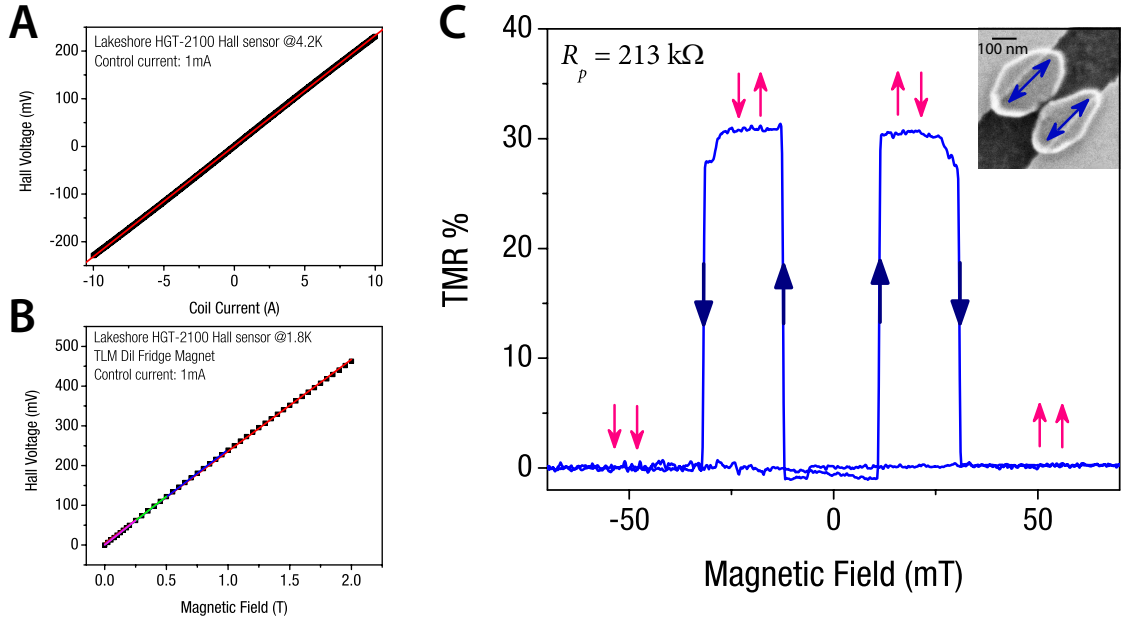 A
Lakeshore HGT-2100 Hall sensor @4.2K
Control current: 1mA
200
100
0
-100
-200
Hall Voltage (mV)
-10
-5
0
5
10
Coil Current (A)
B
Lakeshore HGT-2100 Hall sensor @1.8K
TLM Dil Fridge Magnet
Control current: 1mA
500
400
300
200
100
0
Hall Voltage (mV)
0.0
0.5
1.0
1.5
2.0
Magnetic Field (T)
C
R_p = 213 kΩ
100 nm
40
30
20
10
0
TMR %
-50
0
50
Magnetic Field (mT)